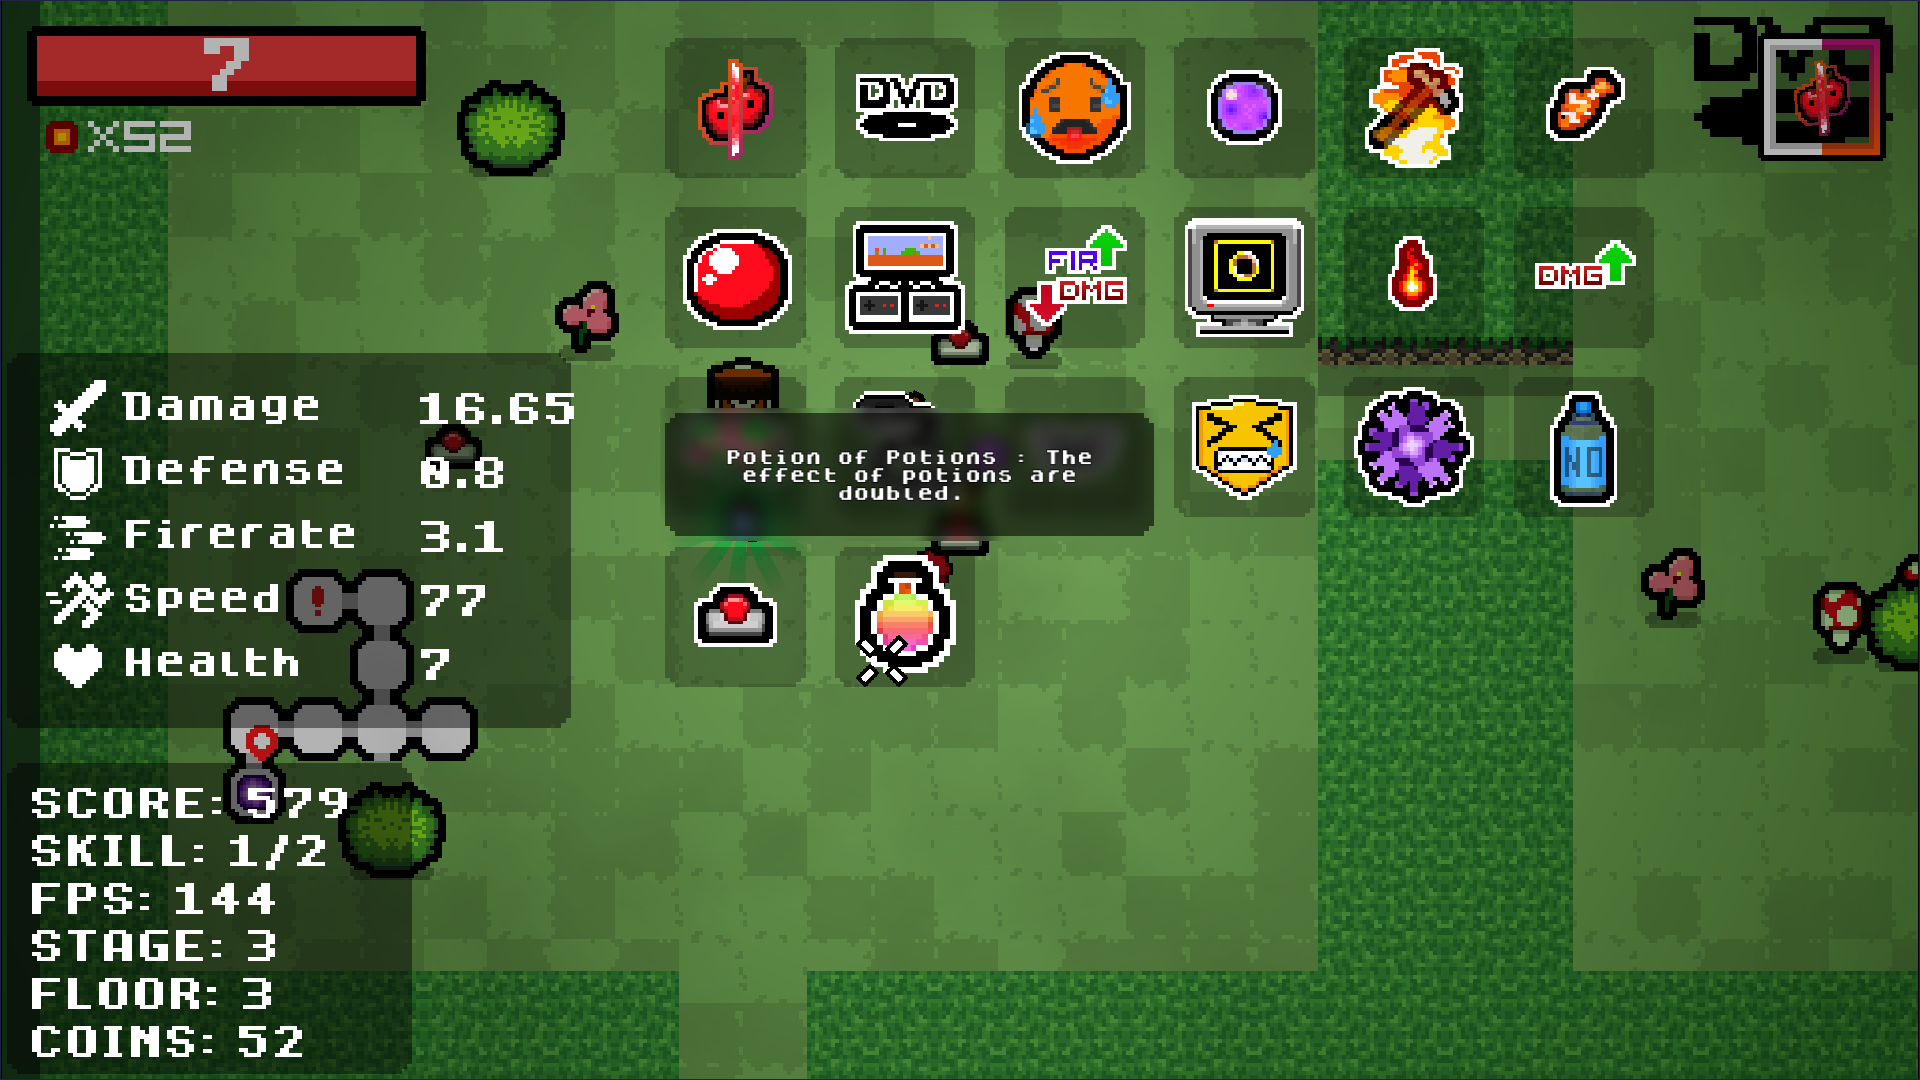 7
X52
DVD
DVD
FIR
DMG
DMG
Damage 16.65
Defense 0.8
Firerate 3.1
Speed 77
Health 7
Potion of Potions : The
effect of potions are
doubled.
NO
!
SCORE: 579
SKILL: 1/2
FPS: 144
STAGE: 3
FLOOR: 3
COINS: 52